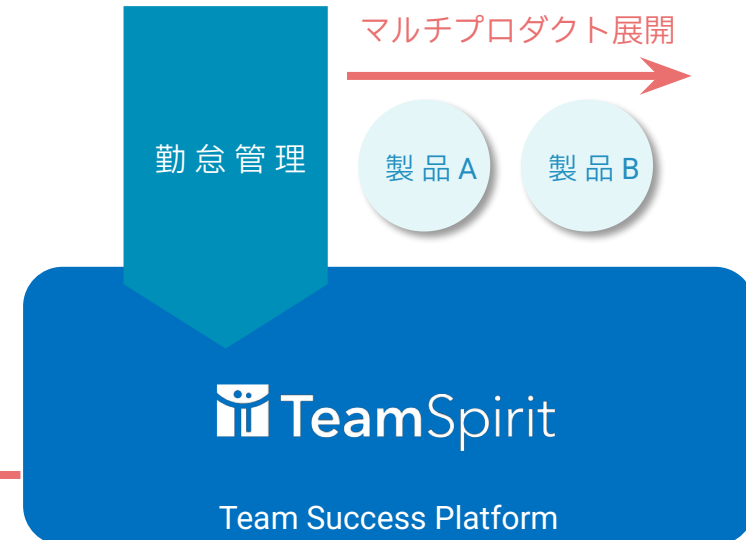 マルチプロダクト展開
勤怠管理
製品A
製品B
TeamSpirit
Team Success Platform